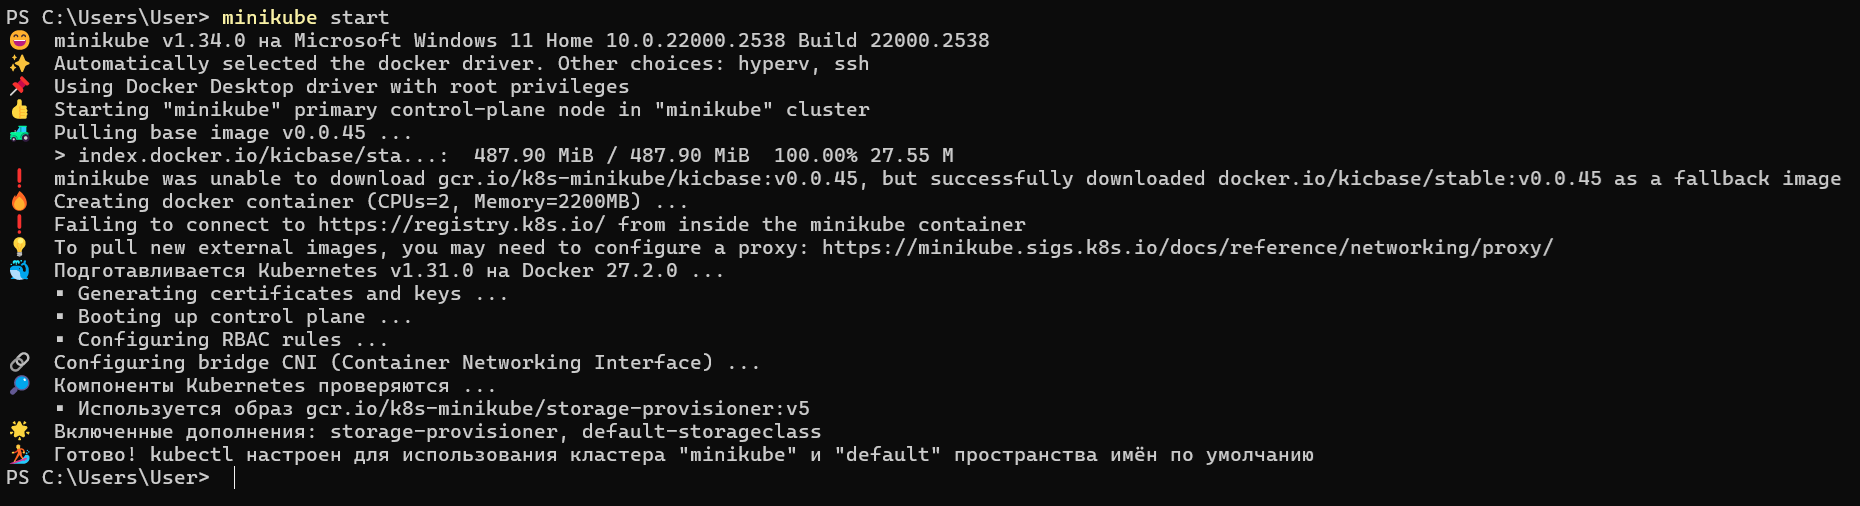 PS C:\Users\User> minikube start
😄  minikube v1.34.0 на Microsoft Windows 11 Home 10.0.22000.2538 Build 22000.2538
✨  Automatically selected the docker driver. Other choices: hyperv, ssh
📌  Using Docker Desktop driver with root privileges
👍  Starting "minikube" primary control-plane node in "minikube" cluster
🚜  Pulling base image v0.0.45 ...
    > index.docker.io/kicbase/sta...:  487.90 MiB / 487.90 MiB  100.00% 27.55 M
❗  minikube was unable to download gcr.io/k8s-minikube/kicbase:v0.0.45, but successfully downloaded docker.io/kicbase/stable:v0.0.45 as a fallback image
🔥  Creating docker container (CPUs=2, Memory=2200MB) ...
❗  Failing to connect to https://registry.k8s.io/ from inside the minikube container
💡  To pull new external images, you may need to configure a proxy: https://minikube.sigs.k8s.io/docs/reference/networking/proxy/
🐳  Подготавливается Kubernetes v1.31.0 на Docker 27.2.0 ...
    ▪ Generating certificates and keys ...
    ▪ Booting up control plane ...
    ▪ Configuring RBAC rules ...
🔗  Configuring bridge CNI (Container Networking Interface) ...
🔎  Компоненты Kubernetes проверяются ...
    ▪ Используется образ gcr.io/k8s-minikube/storage-provisioner:v5
🌟  Включенные дополнения: storage-provisioner, default-storageclass
🏄  Готово! kubectl настроен для использования кластера "minikube" и "default" пространства имён по умолчанию
PS C:\Users\User>